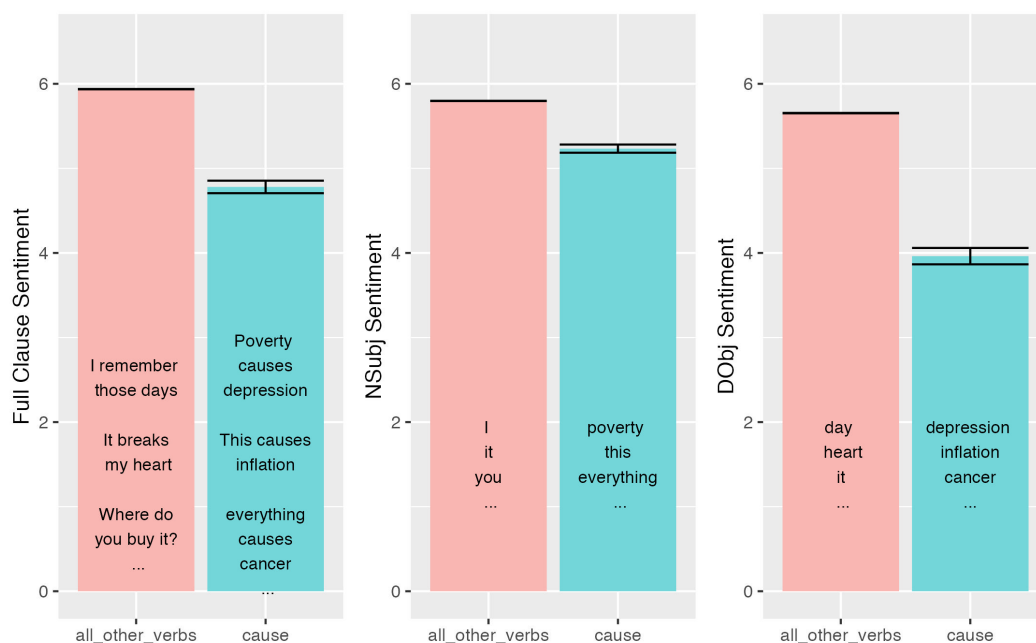 Full Clause Sentiment
6
4
2
0
I remember
those days
It breaks
my heart
Where do
you buy it?
...
Poverty
causes
depression
This causes
inflation
everything
causes
cancer
...
all_other_verbs
cause
NSubj Sentiment
6
4
2
0
I
it
you
...
poverty
this
everything
...
all_other_verbs
cause
DObj Sentiment
6
4
2
0
day
heart
it
...
depression
inflation
cancer
...
all_other_verbs
cause